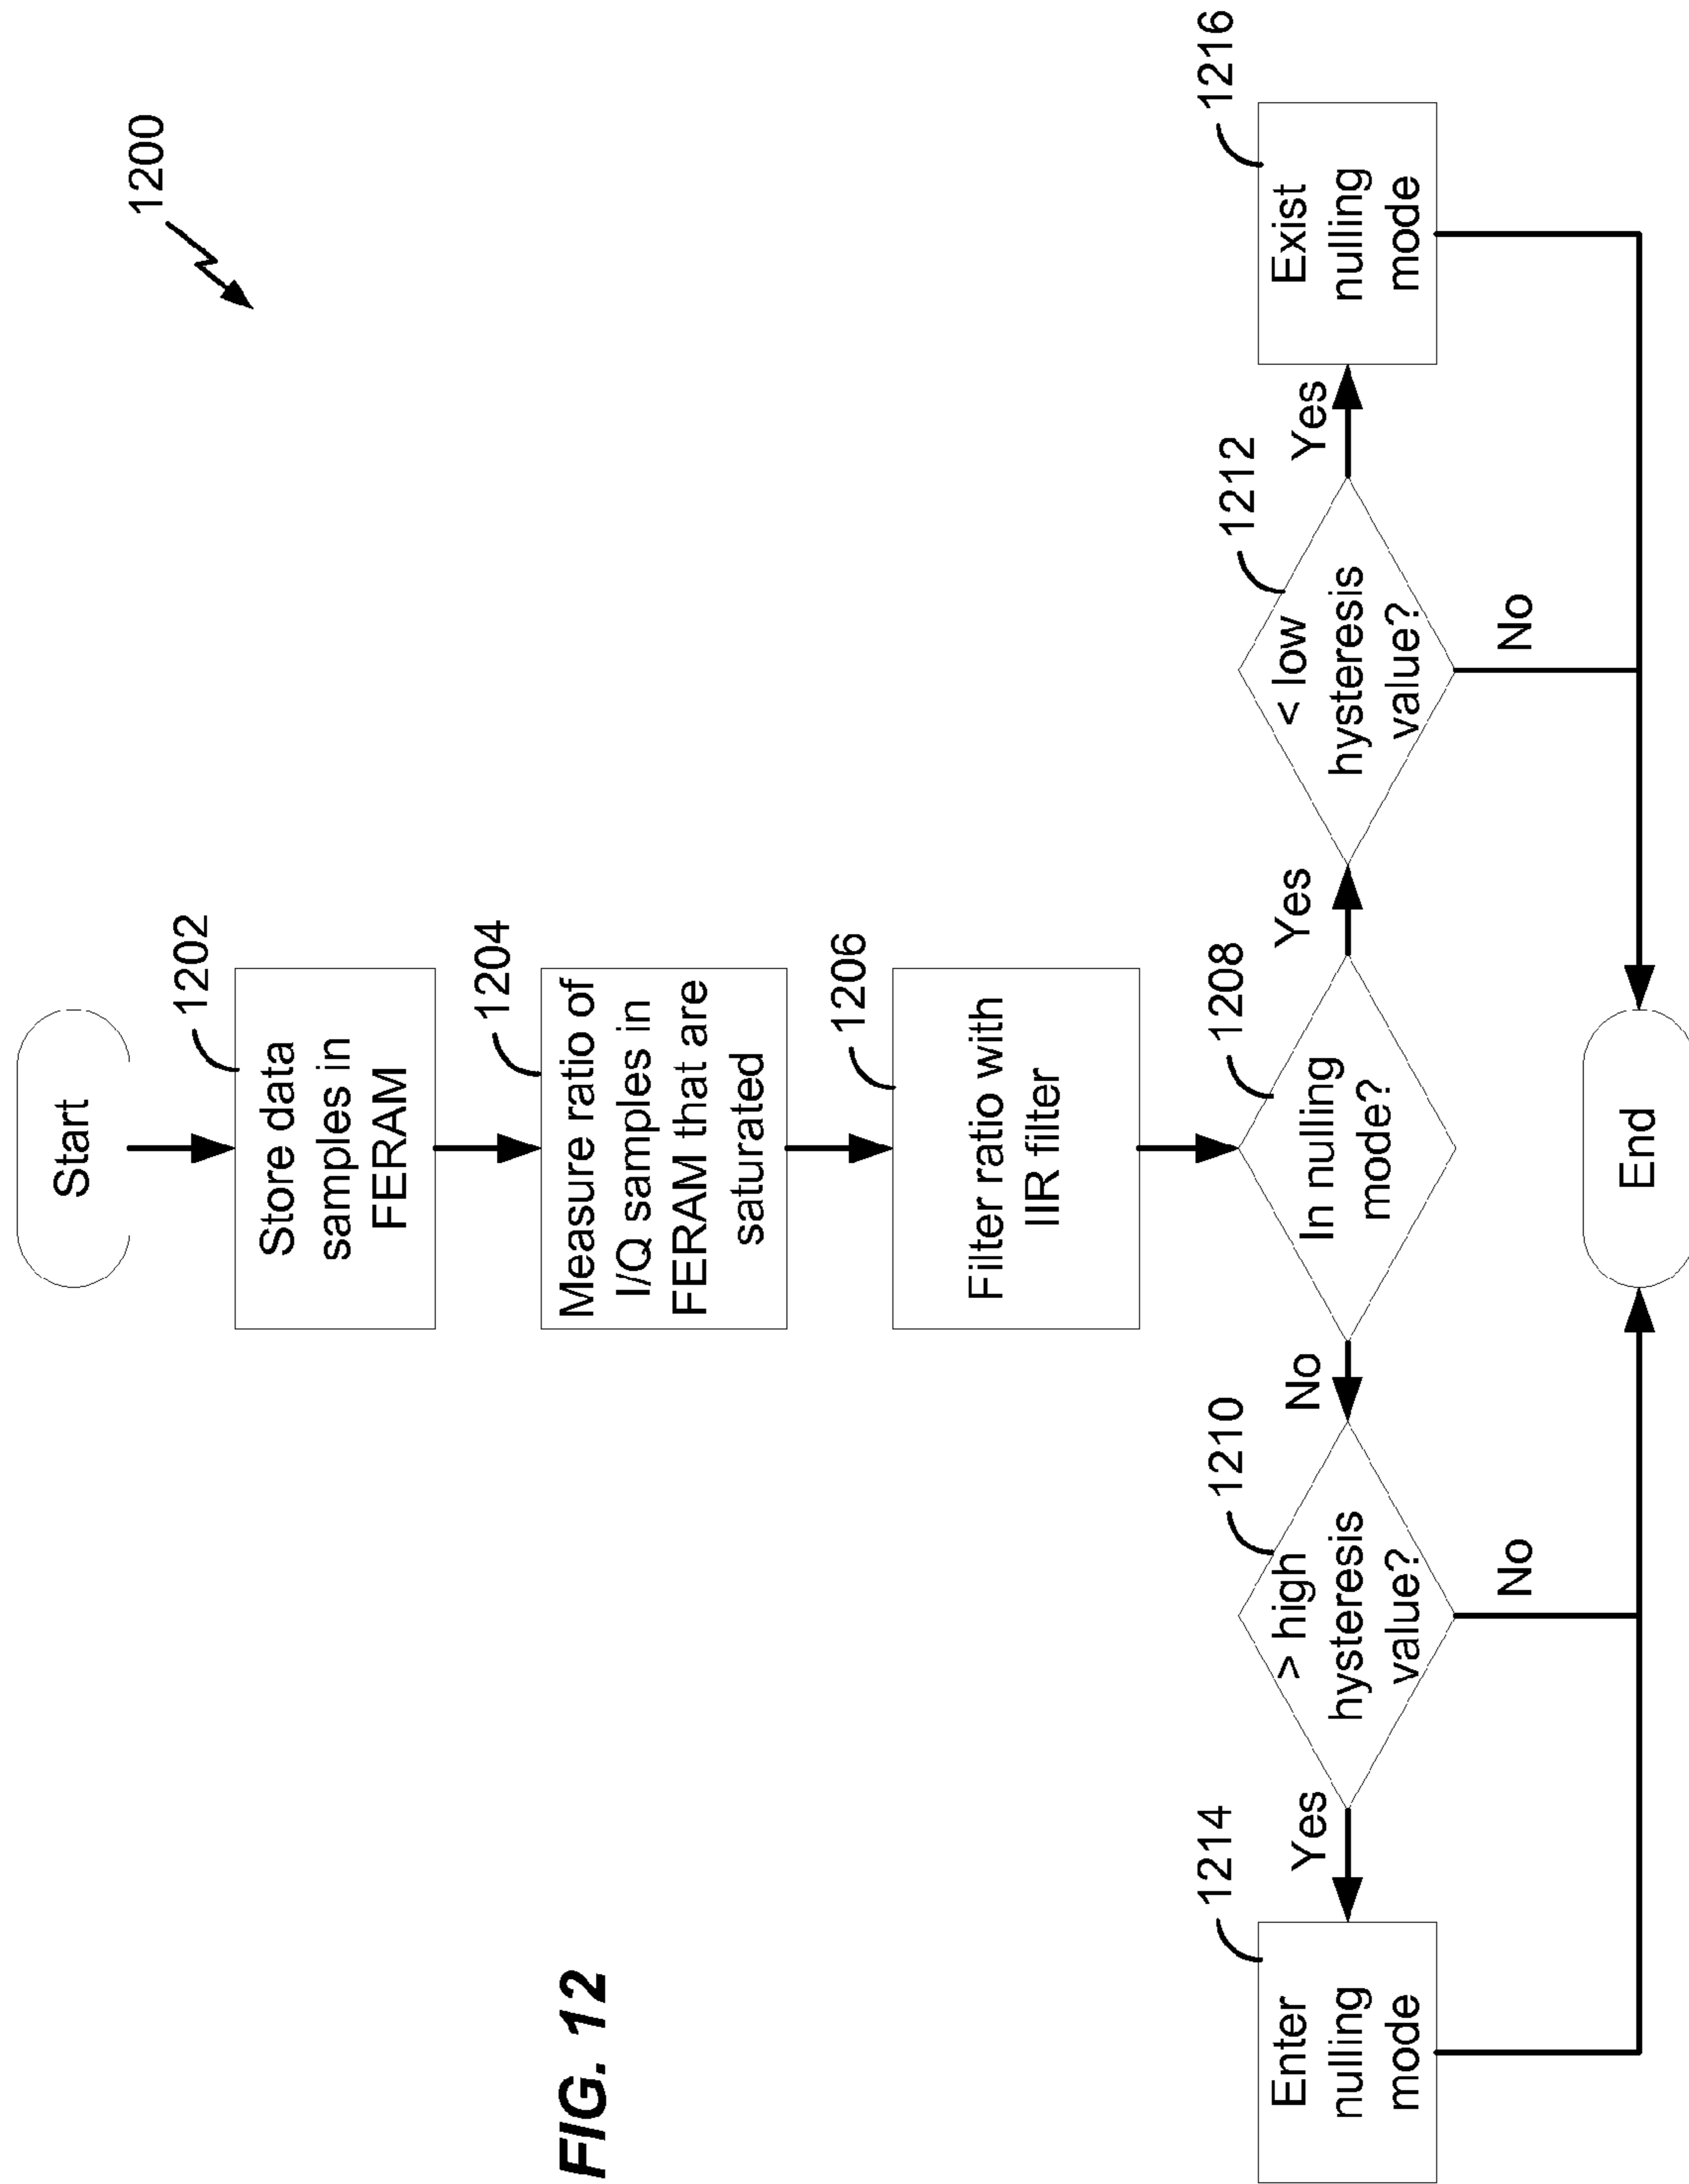 1200
Start
1202
Store data
samples in
FERAM
1204
Measure ratio of
I/Q samples in
FERAM that are
saturated
1206
Filter ratio with
IIR filter
1208
In nulling
mode?
No
Yes
1210
> high
hysteresis
value?
Yes
No
1212
< low
hysteresis
value?
Yes
No
1214
Enter
nulling
mode
1216
Exist
nulling
mode
End
FIG. 12